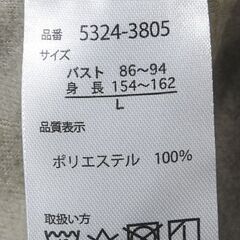 品番 5324-3805
サイズ
バスト 86〜94
身長 154〜162
L
品質表示
ポリエステル 100%
取扱い方